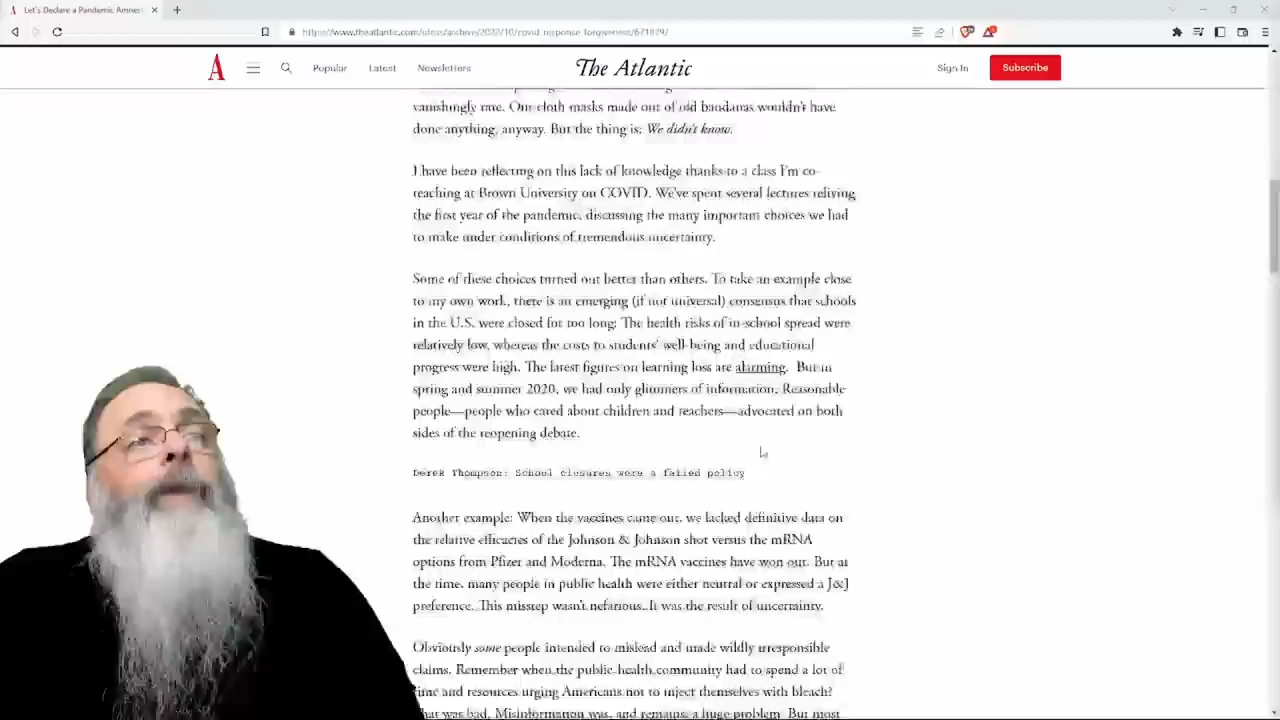 Let's Declare a Pandemic Amnes
https://www.theatlantic.com/ideas/archive/2022/10/covid-response-forgiveness/671879/
Popular
Latest
Newsletters
The Atlantic
Sign In
Subscribe
vanishingly rare. Our cloth masks made out of old bandanas wouldn't have
done anything, anyway. But the thing is: We didn't know.
I have been reflecting on this lack of knowledge thanks to a class I'm co-
teaching at Brown University on COVID. We've spent several lectures reliving
the first year of the pandemic, discussing the many important choices we had
to make under conditions of tremendous uncertainty.
Some of these choices turned out better than others. To take an example close
to my own work, there is an emerging (if not universal) consensus that schools
in the U.S. were closed for too long: The health risks of in-school spread were
relatively low, whereas the costs to students' well-being and educational
progress were high. The latest figures on learning loss are alarming. But in
spring and summer 2020, we had only glimmers of information. Reasonable
people—people who cared about children and teachers—advocated on both
sides of the reopening debate.
Derek Thompson: School closures were a failed policy
Another example: When the vaccines came out, we lacked definitive data on
the relative efficacies of the Johnson & Johnson shot versus the mRNA
options from Pfizer and Moderna. The mRNA vaccines have won out. But at
the time, many people in public health were either neutral or expressed a J&J
preference. This misstep wasn't nefarious. It was the result of uncertainty.
Obviously some people intended to mislead and made wildly irresponsible
claims. Remember when the public-health community had to spend a lot of
time and resources urging Americans not to inject themselves with bleach?
That was bad. Misinformation was, and remains, a huge problem. But most